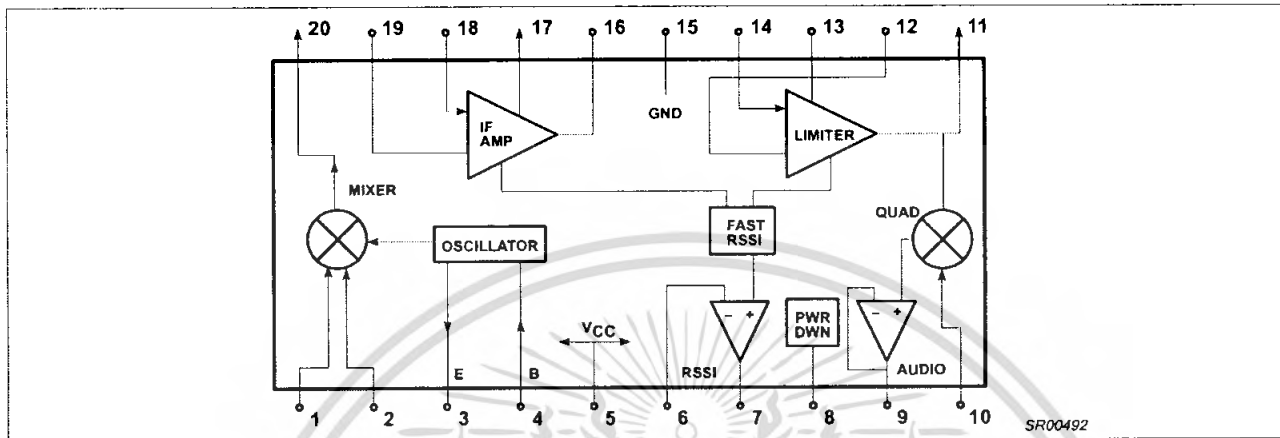 20 19 18 17 16 15 14 13 12 11
IF
AMP
GND
LIMITER
MIXER
QUAD
OSCILLATOR
FAST
RSSI
VCC
- +
PWR
DWN
- +
E B RSSI AUDIO
1 2 3 4 5 6 7 8 9 10
SR00492